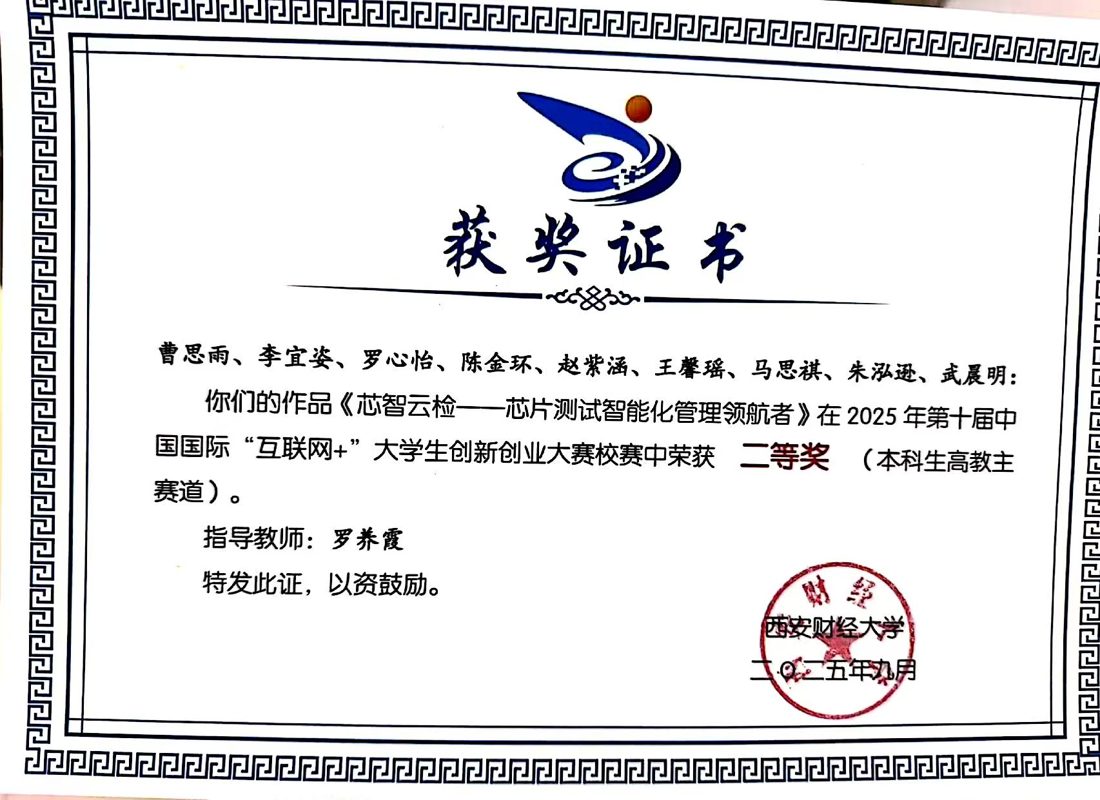 获奖证书
曹思雨、李宜姿、罗心怡、陈金环、赵紫涵、王馨瑶、马思祺、朱泓逊、武晨明：
你们的作品《芯智云检——芯片测试智能化管理领航者》在 2025 年第十届中
国国际“互联网+”大学生创新创业大赛校赛中荣获 二等奖 （本科生高教主
赛道）。
指导教师：罗养霞
特发此证，以资鼓励。
西安财经大学
二〇二五年九月